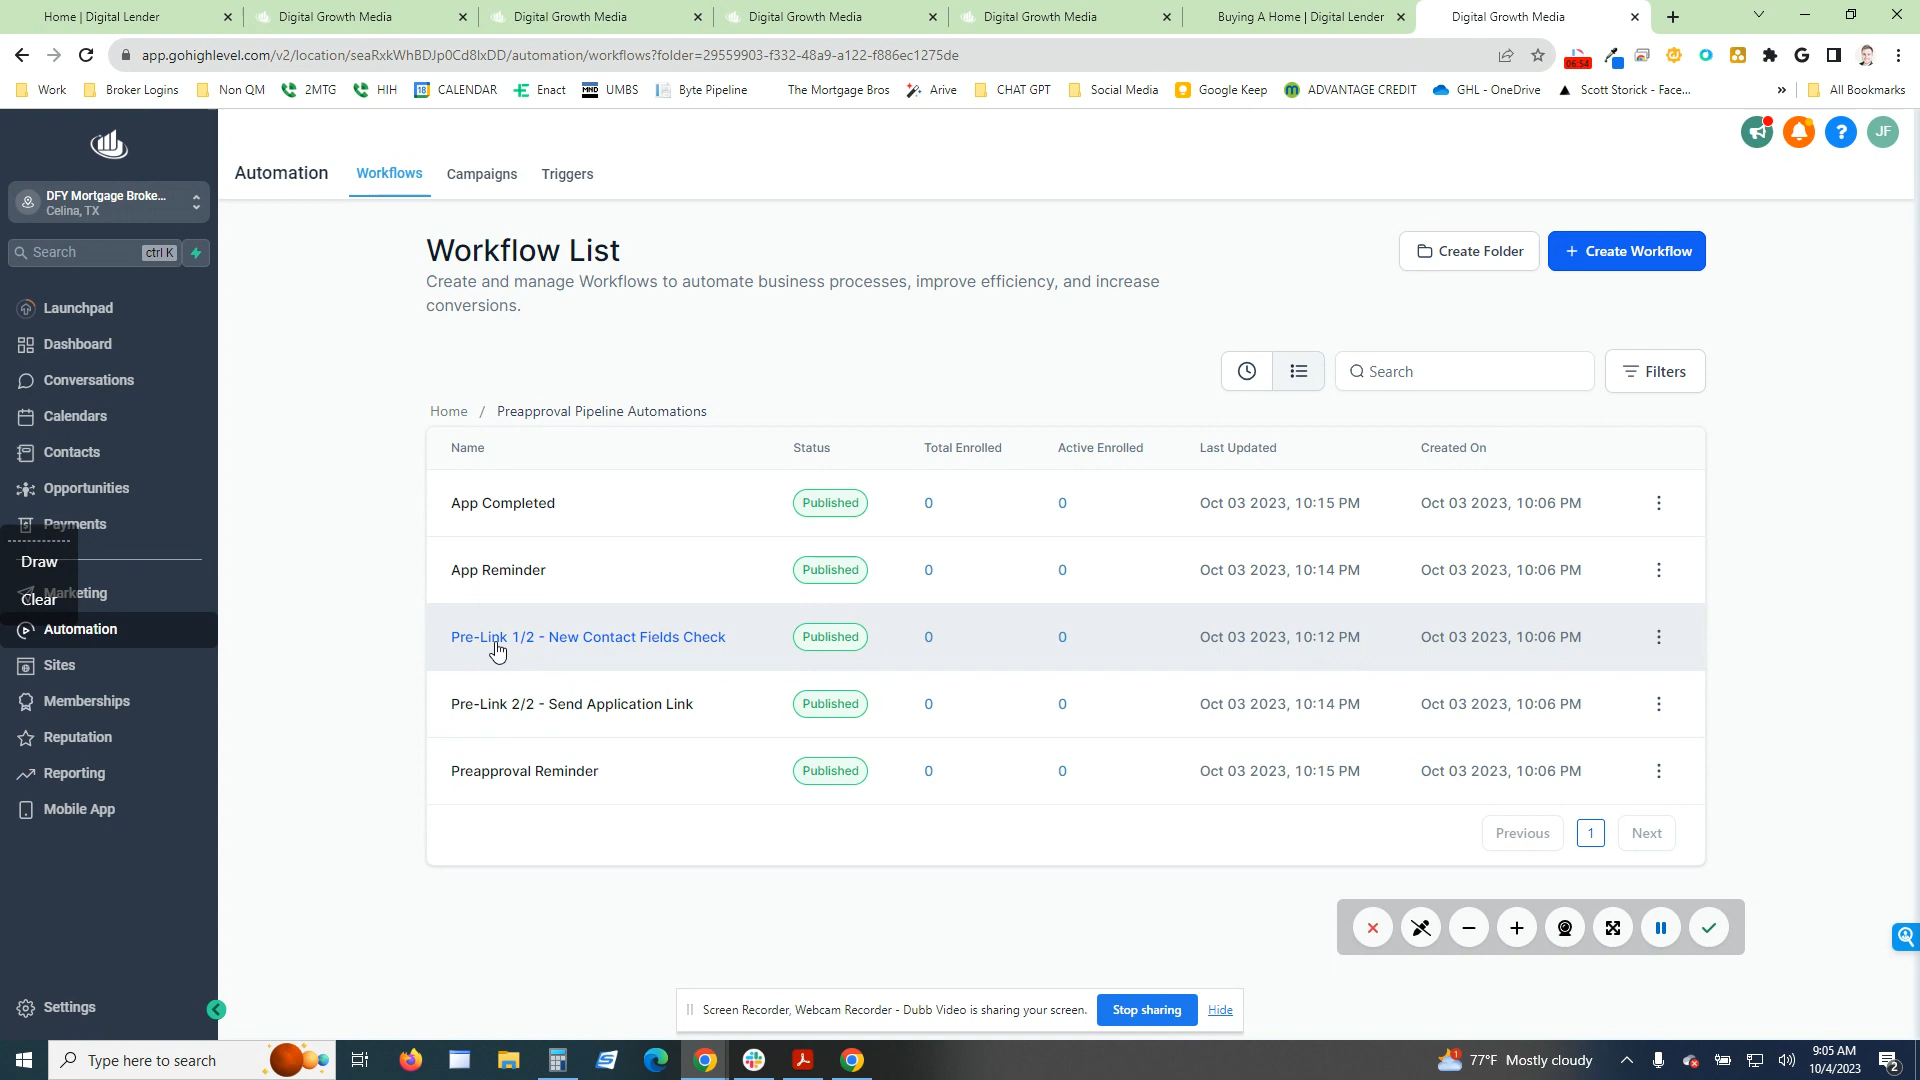 Home | Digital Lender
Digital Growth Media
Digital Growth Media
Digital Growth Media
Digital Growth Media
Buying A Home | Digital Lender
Digital Growth Media
app.gohighlevel.com/v2/location/seaRxkWhBDJp0Cd8lxDD/automation/workflows?folder=29559903-f332-48a9-a122-f886ec1275de
06:54
Work
Broker Logins
Non QM
2MTG
HIH
18
CALENDAR
Enact
MND
UMBS
Byte Pipeline
The Mortgage Bros
Arive
CHAT GPT
Social Media
Google Keep
ADVANTAGE CREDIT
GHL - OneDrive
Scott Storick - Face...
»
All Bookmarks
DFY Mortgage Broke...
Celina, TX
Search
ctrl K
Launchpad
Dashboard
Conversations
Calendars
Contacts
Opportunities
Payments
Draw
Marketing
Clear
Automation
Sites
Memberships
Reputation
Reporting
Mobile App
Settings
Automation
Workflows
Campaigns
Triggers
?
JF
Workflow List
Create and manage Workflows to automate business processes, improve efficiency, and increase
conversions.
Create Folder
+ Create Workflow
Search
Filters
Home / Preapproval Pipeline Automations
Name Status Total Enrolled Active Enrolled Last Updated Created On
App Completed Published 0 0 Oct 03 2023, 10:15 PM Oct 03 2023, 10:06 PM
App Reminder Published 0 0 Oct 03 2023, 10:14 PM Oct 03 2023, 10:06 PM
Pre-Link 1/2 - New Contact Fields Check Published 0 0 Oct 03 2023, 10:12 PM Oct 03 2023, 10:06 PM
Pre-Link 2/2 - Send Application Link Published 0 0 Oct 03 2023, 10:14 PM Oct 03 2023, 10:06 PM
Preapproval Reminder Published 0 0 Oct 03 2023, 10:15 PM Oct 03 2023, 10:06 PM
Previous 1 Next
Screen Recorder, Webcam Recorder - Dubb Video is sharing your screen.
Stop sharing
Hide
Type here to search
1
77°F Mostly cloudy
9:05 AM
10/4/2023
2